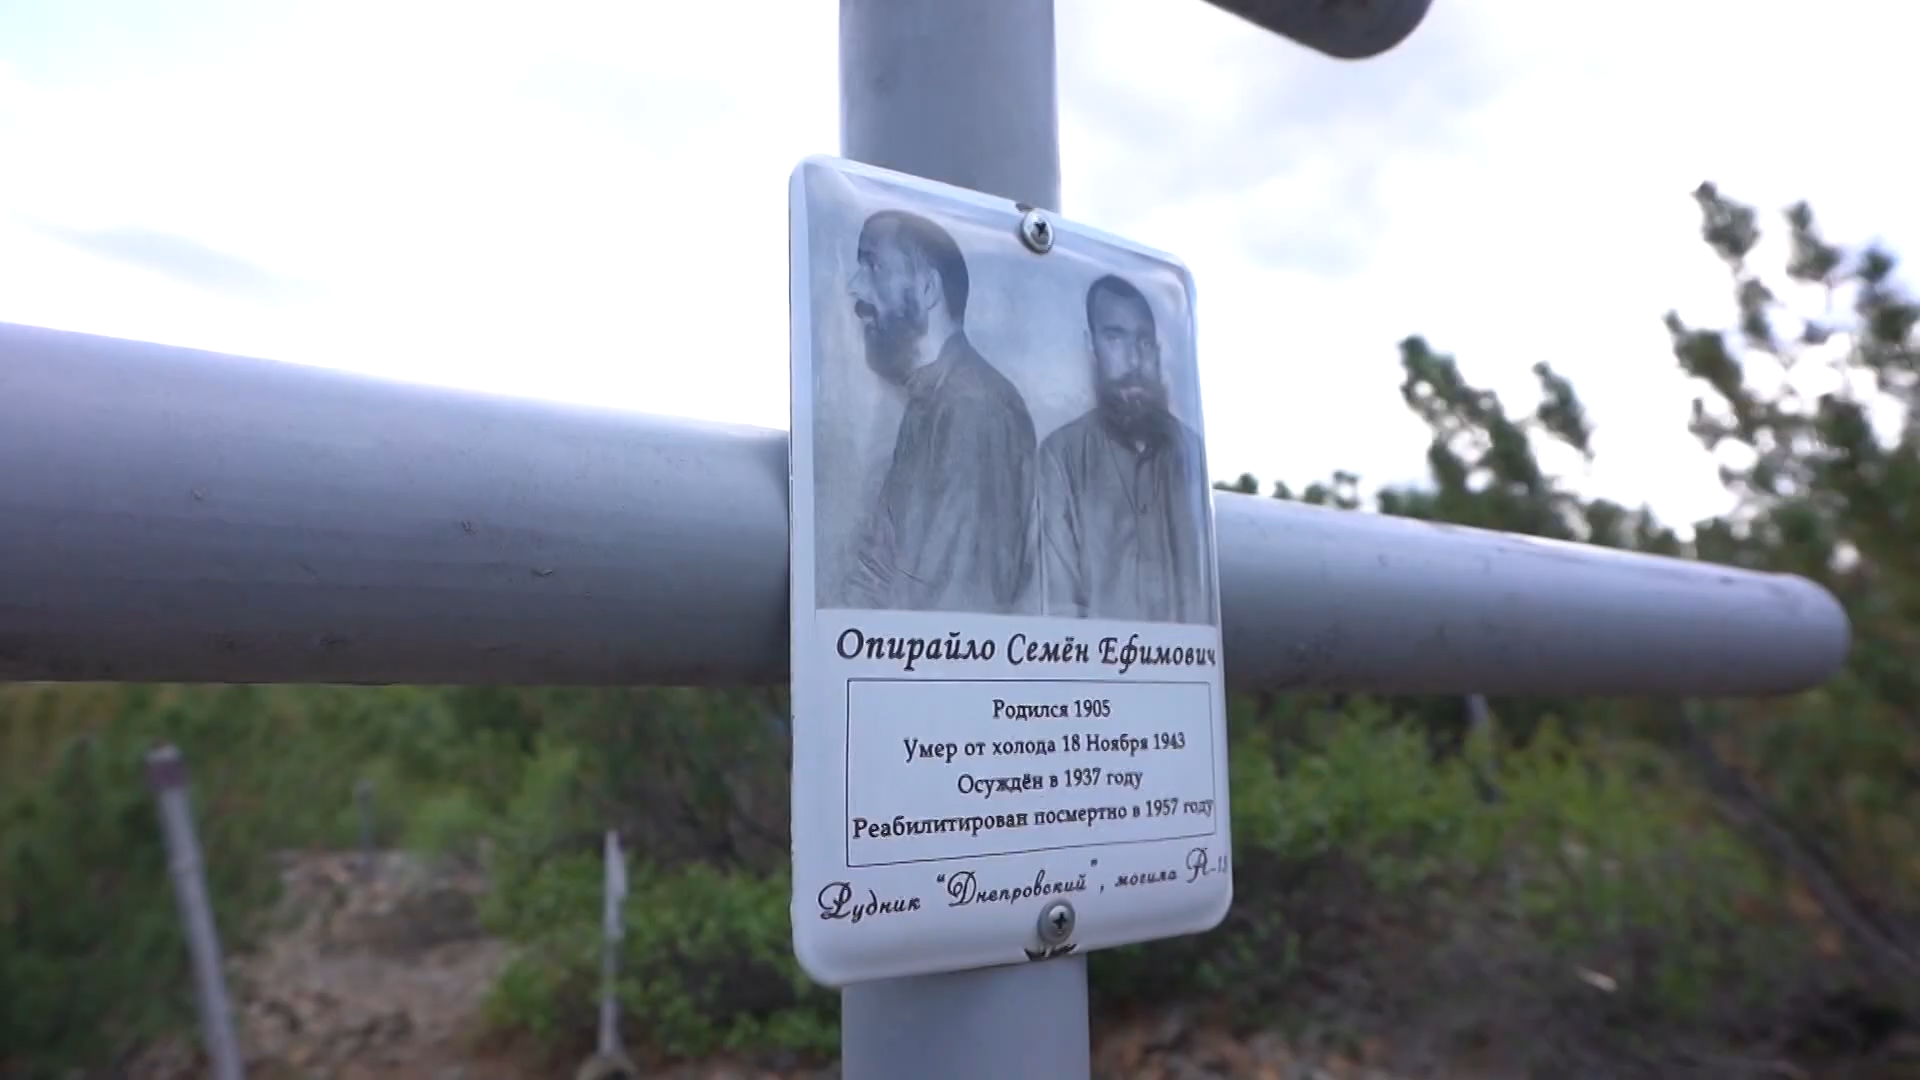 Опирайло Семён Ефимович
Родился 1905
Умер от холода 18 Ноября 1943
Осуждён в 1937 году
Реабилитирован посмертно в 1957 году
Рудник "Днепровский", могила А-